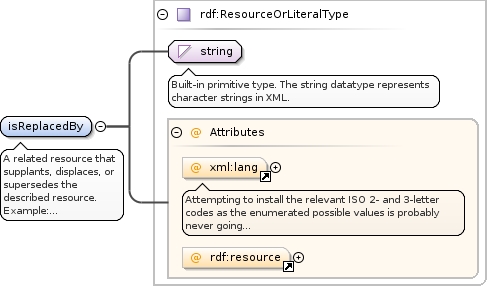 rdf:ResourceOrLiteralType
string
Built-in primitive type. The string datatype represents
character strings in XML.
isReplacedBy
A related resource that
supplants, displaces, or
supersedes the
described resource.
Example:...
@ Attributes
@ xml:lang
Attempting to install the relevant ISO 2- and 3-letter
codes as the enumerated possible values is probably
never going...
@ rdf:resource